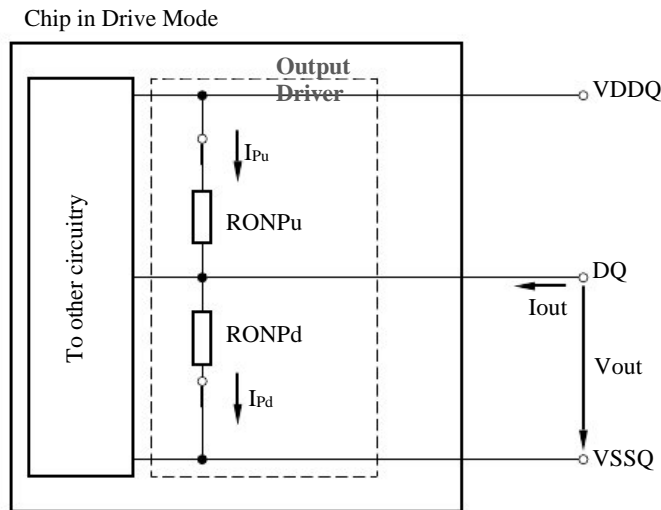 Chip in Drive Mode
Output
Driver
VDDQ
IPu
RONPu
To other circuitry
DQ
Iout
RONPd
Vout
IPd
VSSQ